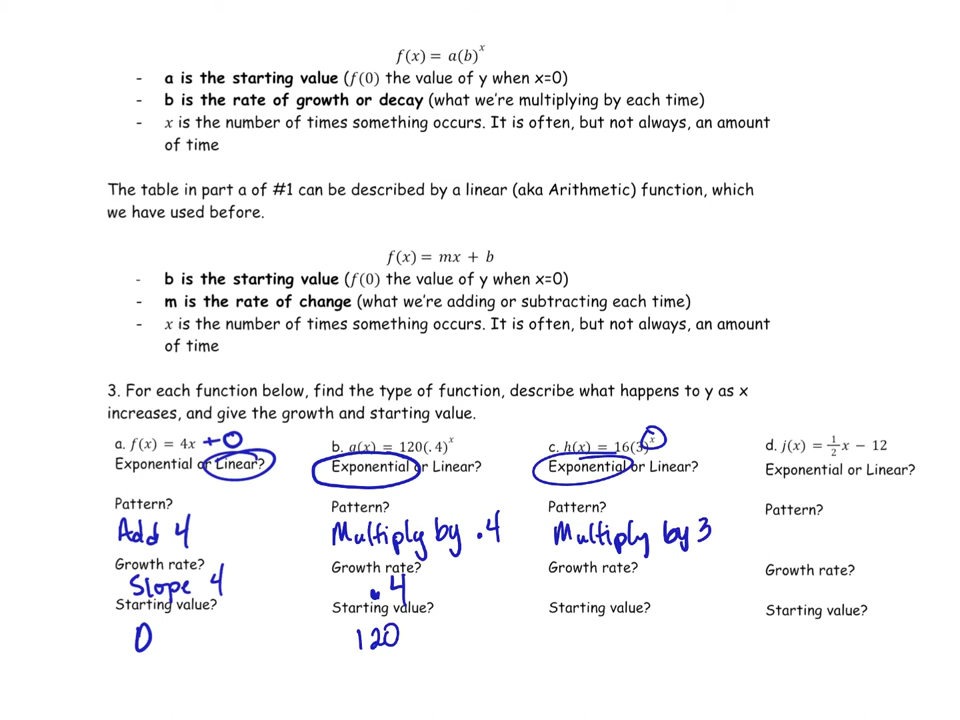 f(x) = a(b)^x
- a is the starting value (f(0) the value of y when x=0)
- b is the rate of growth or decay (what we're multiplying by each time)
- x is the number of times something occurs. It is often, but not always, an amount
of time
The table in part a of #1 can be described by a linear (aka Arithmetic) function, which
we have used before.
f(x) = mx + b
- b is the starting value (f(0) the value of y when x=0)
- m is the rate of change (what we're adding or subtracting each time)
- x is the number of times something occurs. It is often, but not always, an amount
of time
3. For each function below, find the type of function, describe what happens to y as x
increases, and give the growth and starting value.
a. f(x) = 4x + 0
Exponential or Linear?
Pattern?
Add 4
Growth rate?
Slope 4
Starting value?
0
b. g(x) = 120(.4)^x
Exponential or Linear?
Pattern?
Multiply by .4
Growth rate?
.4
Starting value?
120
c. h(x) = 16(3)^x
Exponential or Linear?
Pattern?
Multiply by 3
Growth rate?
Starting value?
d. j(x) = 1/2 x − 12
Exponential or Linear?
Pattern?
Growth rate?
Starting value?